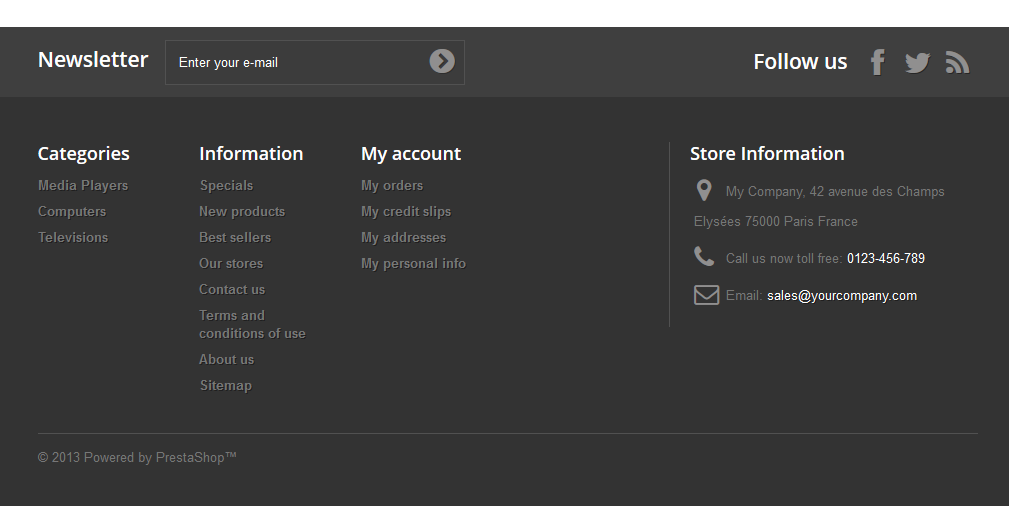 Newsletter
Enter your e-mail
Follow us
Categories
Media Players
Computers
Televisions
Information
Specials
New products
Best sellers
Our stores
Contact us
Terms and
conditions of use
About us
Sitemap
My account
My orders
My credit slips
My addresses
My personal info
Store Information
My Company, 42 avenue des Champs
Elysées 75000 Paris France
Call us now toll free: 0123-456-789
Email: sales@yourcompany.com
© 2013 Powered by PrestaShop™